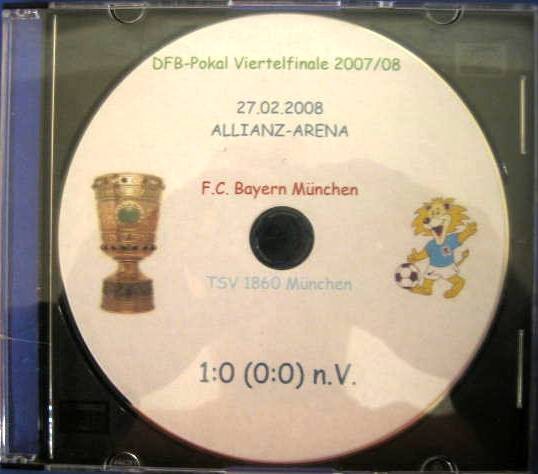 DFB-Pokal Viertelfinale 2007/08
27.02.2008
ALLIANZ-ARENA
F.C. Bayern München
TSV 1860 München
1:0 (0:0) n.V.